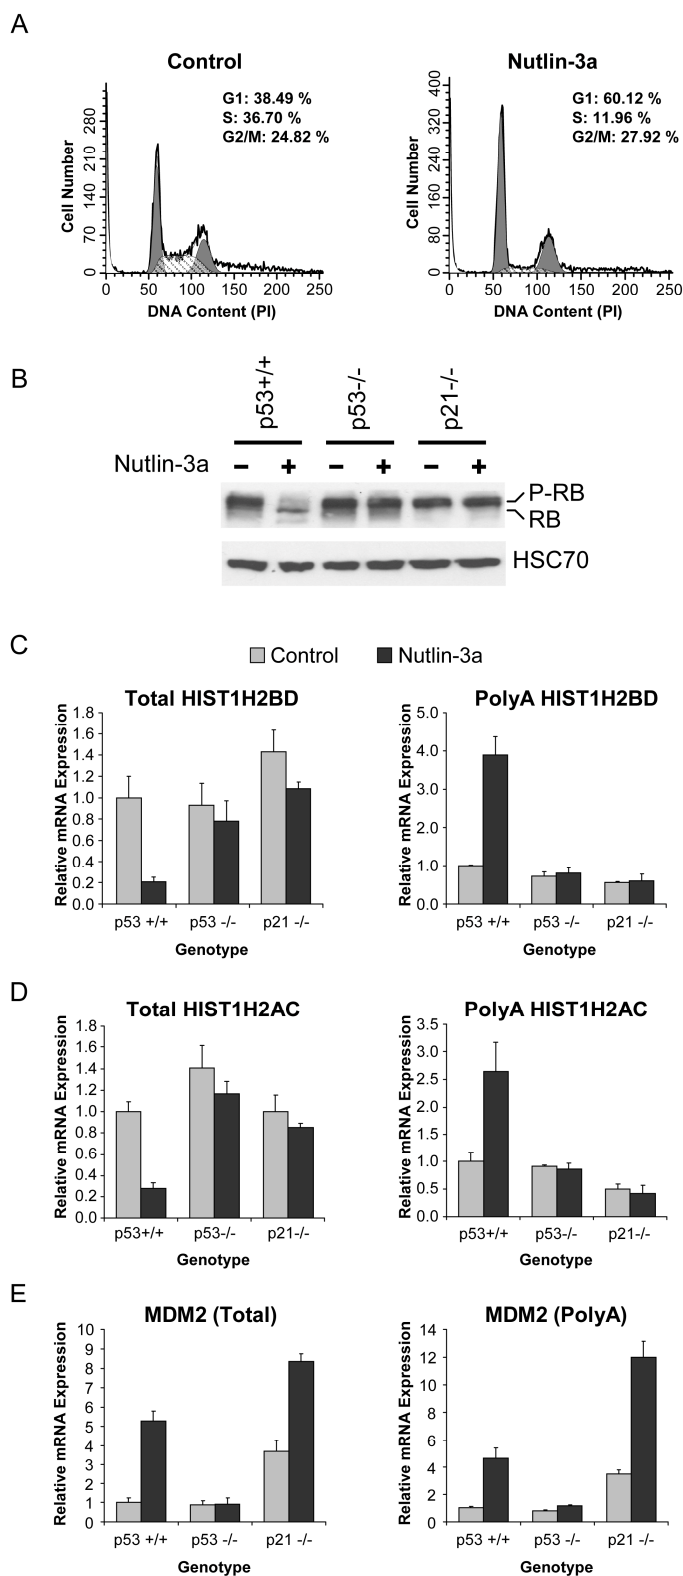 A
Control
Nutlin-3a
G1: 38.49 %
S: 36.70 %
G2/M: 24.82 %
G1: 60.12 %
S: 11.96 %
G2/M: 27.92 %
Cell Number
280
210
140
70
0
0 50 100 150 200 250
DNA Content (PI)
Cell Number
400
320
240
160
80
0
0 50 100 150 200 250
DNA Content (PI)
B
p53+/+ p53-/- p21-/-
Nutlin-3a − + − + − +
P-RB
RB
HSC70
C
Control Nutlin-3a
Total HIST1H2BD
Relative mRNA Expression
1.8
1.6
1.4
1.2
1.0
0.8
0.6
0.4
0.2
0.0
p53 +/+ p53 -/- p21 -/-
Genotype
PolyA HIST1H2BD
Relative mRNA Expression
5.0
4.0
3.0
2.0
1.0
0.0
p53 +/+ p53 -/- p21 -/-
Genotype
D
Total HIST1H2AC
Relative mRNA Expression
1.8
1.6
1.4
1.2
1.0
0.8
0.6
0.4
0.2
0.0
p53+/+ p53-/- p21-/-
Genotype
PolyA HIST1H2AC
Relative mRNA Expression
3.5
3.0
2.5
2.0
1.5
1.0
0.5
0.0
p53+/+ p53-/- p21-/-
Genotype
E
MDM2 (Total)
Relative mRNA Expression
10
9
8
7
6
5
4
3
2
1
0
p53 +/+ p53 -/- p21 -/-
Genotype
MDM2 (PolyA)
Relative mRNA Expression
14
12
10
8
6
4
2
0
p53 +/+ p53 -/- p21 -/-
Genotype